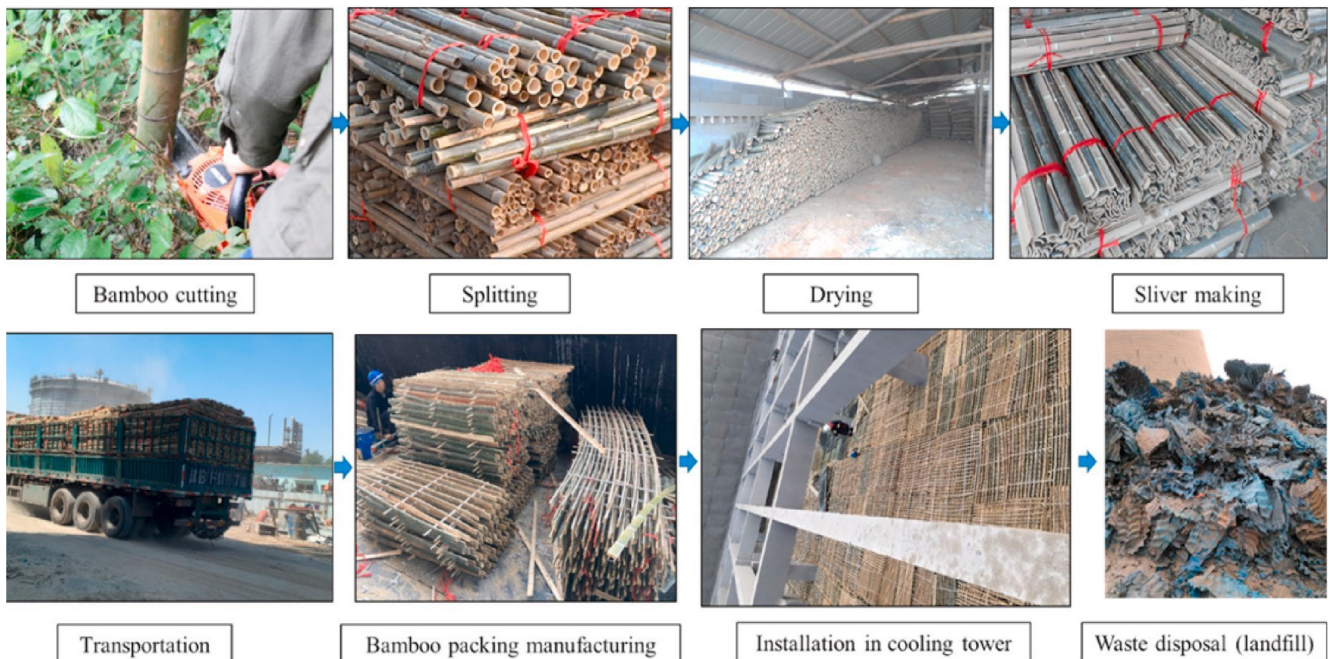 Bamboo cutting
Splitting
Drying
Sliver making
Transportation
Bamboo packing manufacturing
Installation in cooling tower
Waste disposal (landfill)